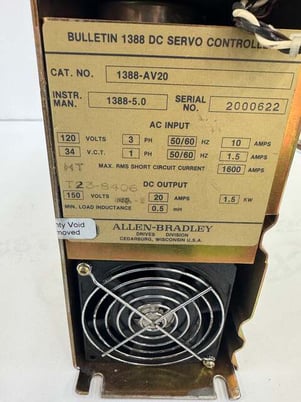 BULLETIN 1388 DC SERVO CONTROLLE
CAT. NO. 1388-AV20
INSTR. MAN. 1388-5.0 SERIAL NO. 2000622
AC INPUT
120 VOLTS 3 PH 50/60 HZ 10 AMPS
34 V.C.T. 1 PH 50/60 HZ 1.5 AMPS
MAX. RMS SHORT CIRCUIT CURRENT 1600 AMPS
DC OUTPUT
150 VOLTS 20 AMPS 1.5 KW
MIN. LOAD INDUCTANCE 0.5 mH
nty Void
moved
ALLEN-BRADLEY
DRIVES DIVISION
CEDARBURG, WISCONSIN U.S.A.